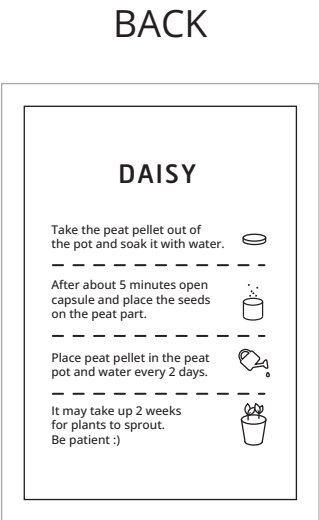 BACK
DAISY
Take the peat pellet out of
the pot and soak it with water.
After about 5 minutes open
capsule and place the seeds
on the peat part.
Place peat pellet in the peat
pot and water every 2 days.
It may take up 2 weeks
for plants to sprout.
Be patient :)